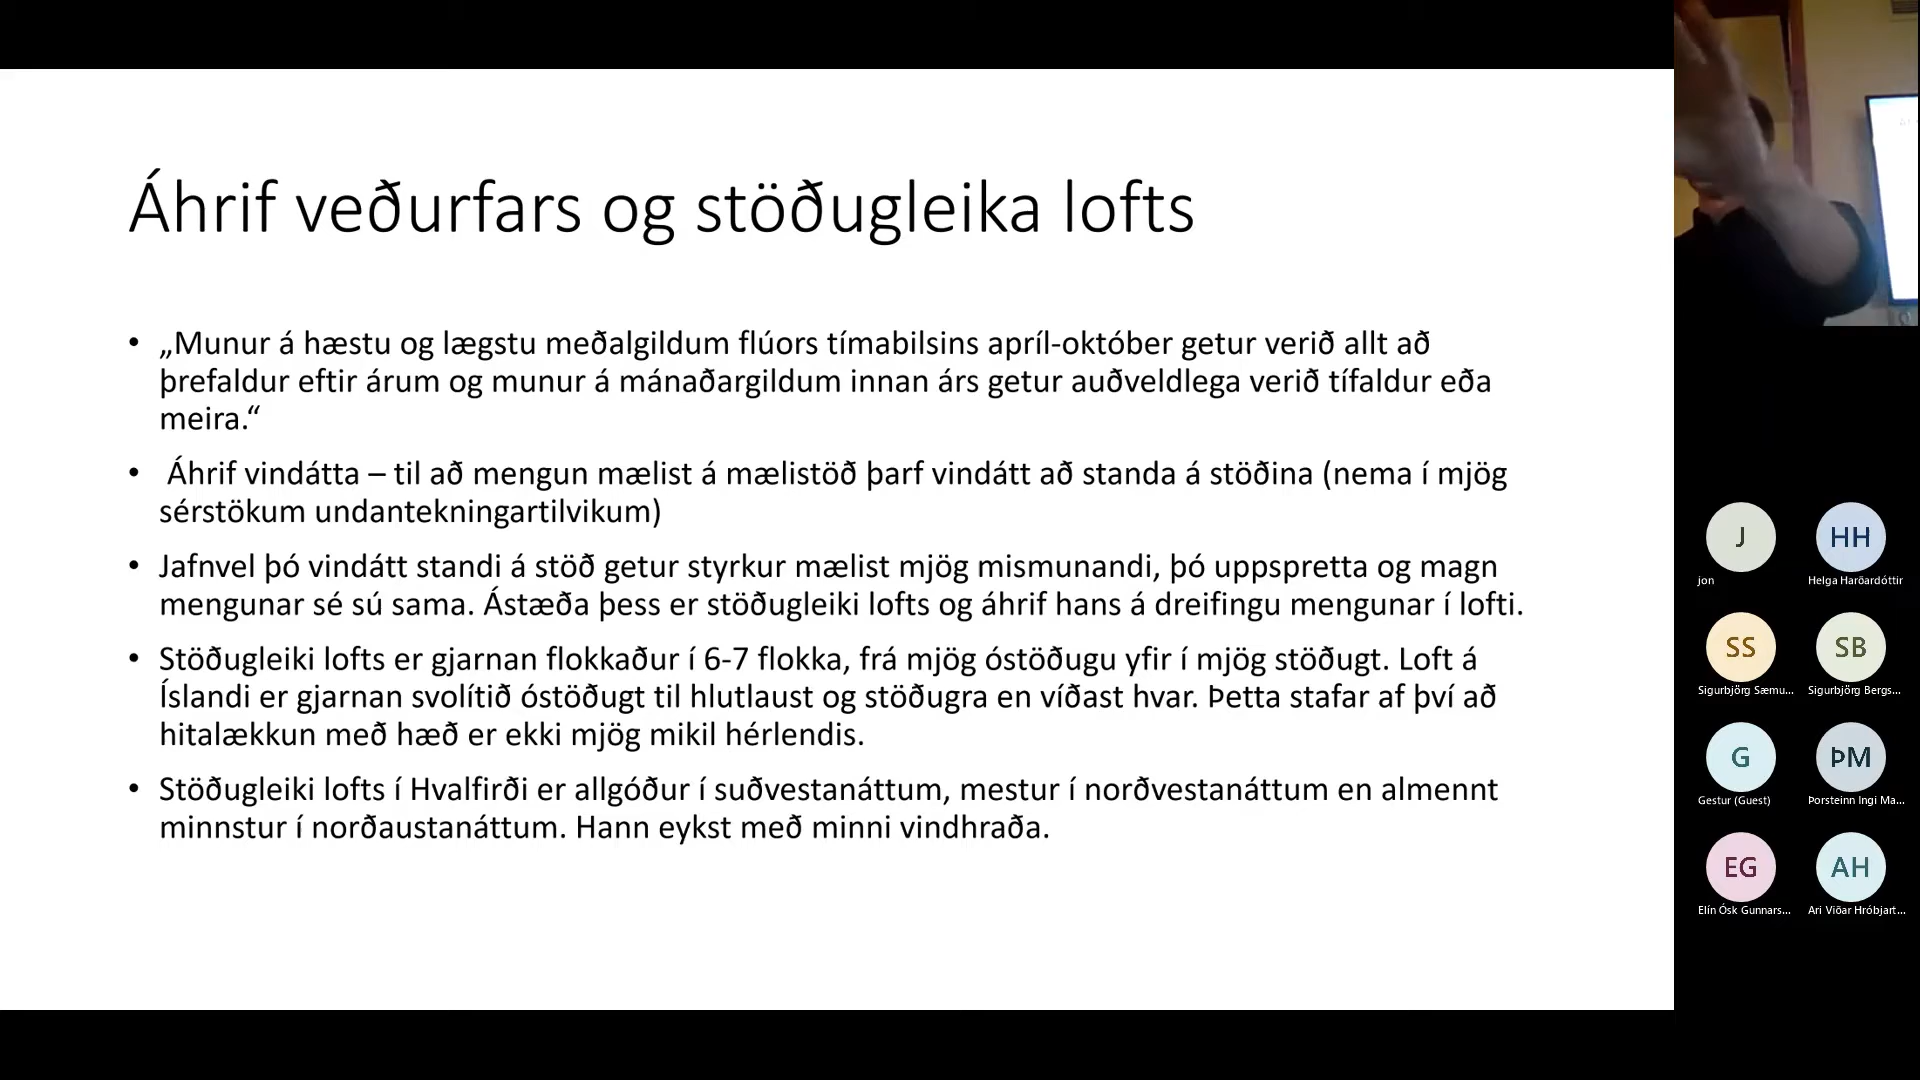 Áhrif veðurfars og stöðugleika lofts
• „Munur á hæstu og lægstu meðalgildum flúors tímabilsins apríl-október getur verið allt að
þrefaldur eftir árum og munur á mánaðargildum innan árs getur auðveldlega verið tífaldur eða
meira.“
• Áhrif vindátta – til að mengun mælist á mælistöð þarf vindátt að standa á stöðina (nema í mjög
sérstökum undantekningartilvikum)
• Jafnvel þó vindátt standi á stöð getur styrkur mælist mjög mismunandi, þó uppspretta og magn
mengunar sé sú sama. Ástæða þess er stöðugleiki lofts og áhrif hans á dreifingu mengunar í lofti.
• Stöðugleiki lofts er gjarnan flokkaður í 6-7 flokka, frá mjög óstöðugu yfir í mjög stöðugt. Loft á
Íslandi er gjarnan svolítið óstöðugt til hlutlaust og stöðugra en víðast hvar. Þetta stafar af því að
hitalækkun með hæð er ekki mjög mikil hérlendis.
• Stöðugleiki lofts í Hvalfirði er allgóður í suðvestanáttum, mestur í norðvestanáttum en almennt
minnstur í norðaustanáttum. Hann eykst með minni vindhraða.
J HH
jon Helga Harðardóttir
SS SB
Sigurbjörg Sæmu... Sigurbjörg Bergs...
G ÞM
Gestur (Guest) Þorsteinn Ingi Ma...
EG AH
Elín Ósk Gunnars... Ari Viðar Hróbjart...